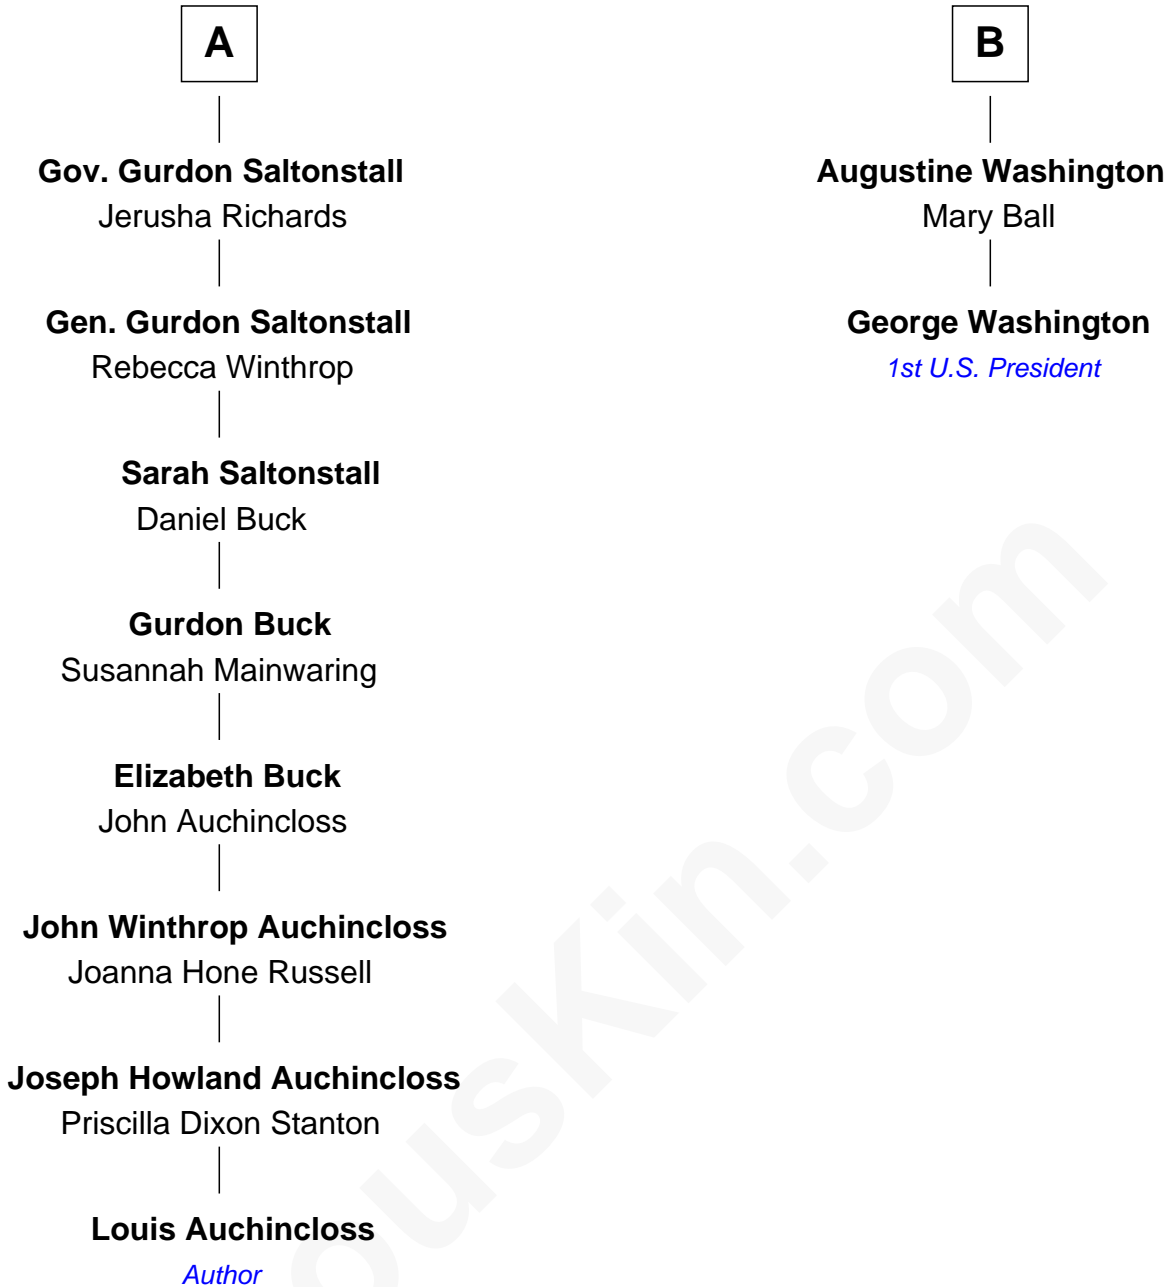 A
Gov. Gurdon Saltonstall
Jerusha Richards
Gen. Gurdon Saltonstall
Rebecca Winthrop
Sarah Saltonstall
Daniel Buck
Gurdon Buck
Susannah Mainwaring
Elizabeth Buck
John Auchincloss
John Winthrop Auchincloss
Joanna Hone Russell
Joseph Howland Auchincloss
Priscilla Dixon Stanton
Louis Auchincloss
Author
B
Augustine Washington
Mary Ball
George Washington
1st U.S. President
ousKin.com